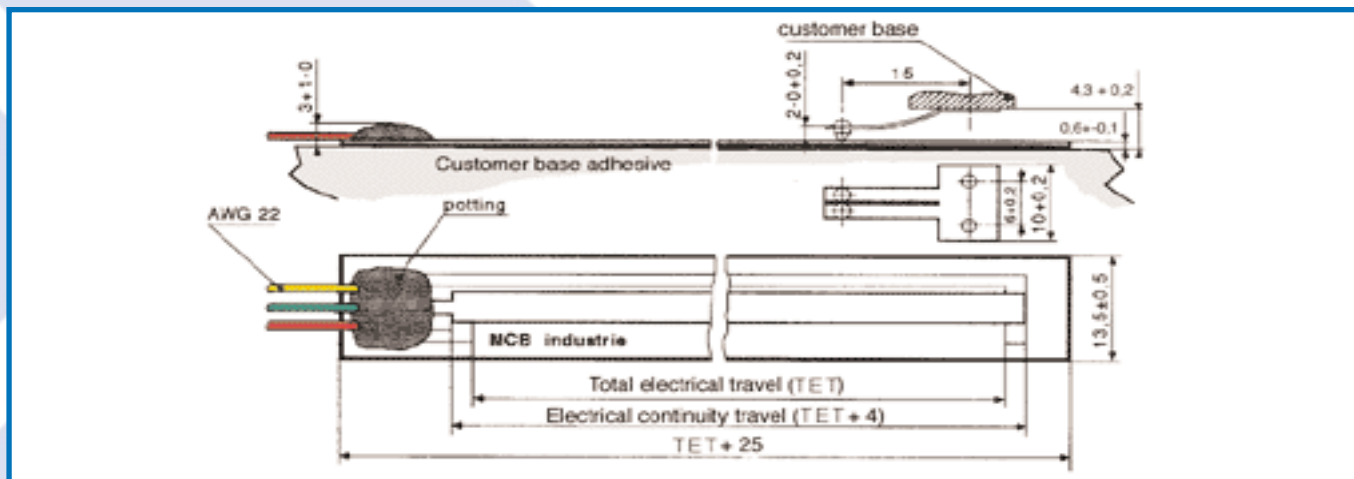 customer base
15
3+1-0
2-0+0,2
4.3 +0,2
0.6+-0.1
Customer base adhesive
AWG 22
potting
6+0,2
10+0,2
13,5±0,5
MCB industrie
Total electrical travel (TET)
Electrical continuity travel (TET + 4)
TET + 25